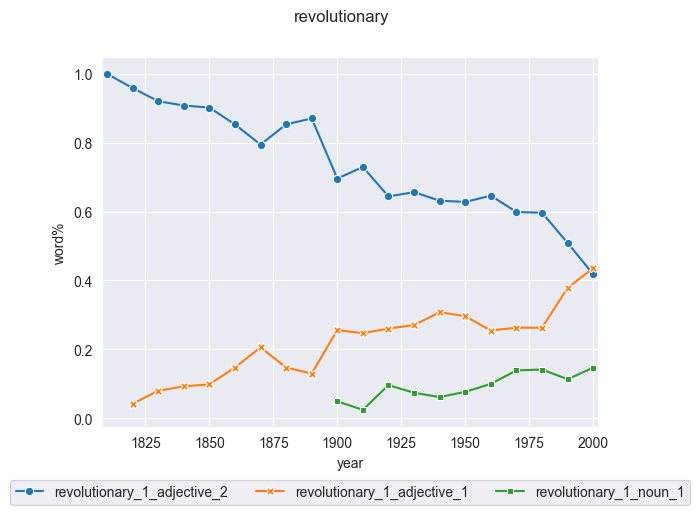 revolutionary
1.0
0.8
0.6
0.4
0.2
0.0
word%
1825 1850 1875 1900 1925 1950 1975 2000
year
revolutionary_1_adjective_2 revolutionary_1_adjective_1 revolutionary_1_noun_1